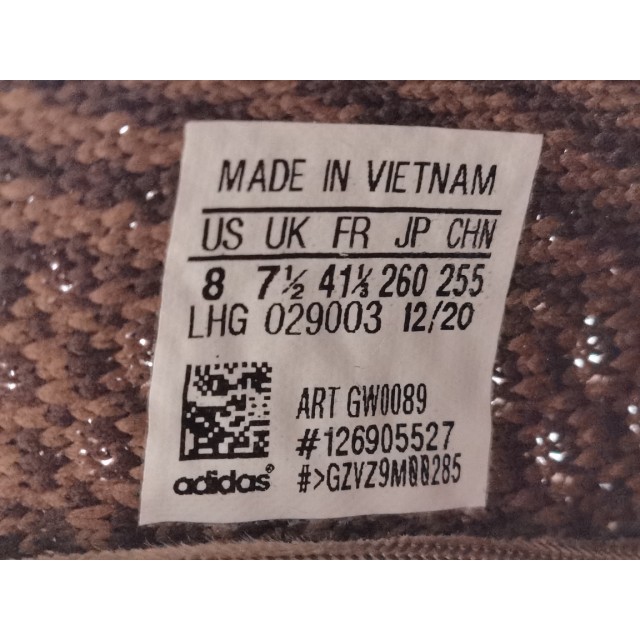 MADE IN VIETNAM
US UK FR JP CHN
8 7½ 41⅓ 260 255
LHG 029003 12/20
ART GW0089
#126905527
adidas® #>GZVZ9M00285